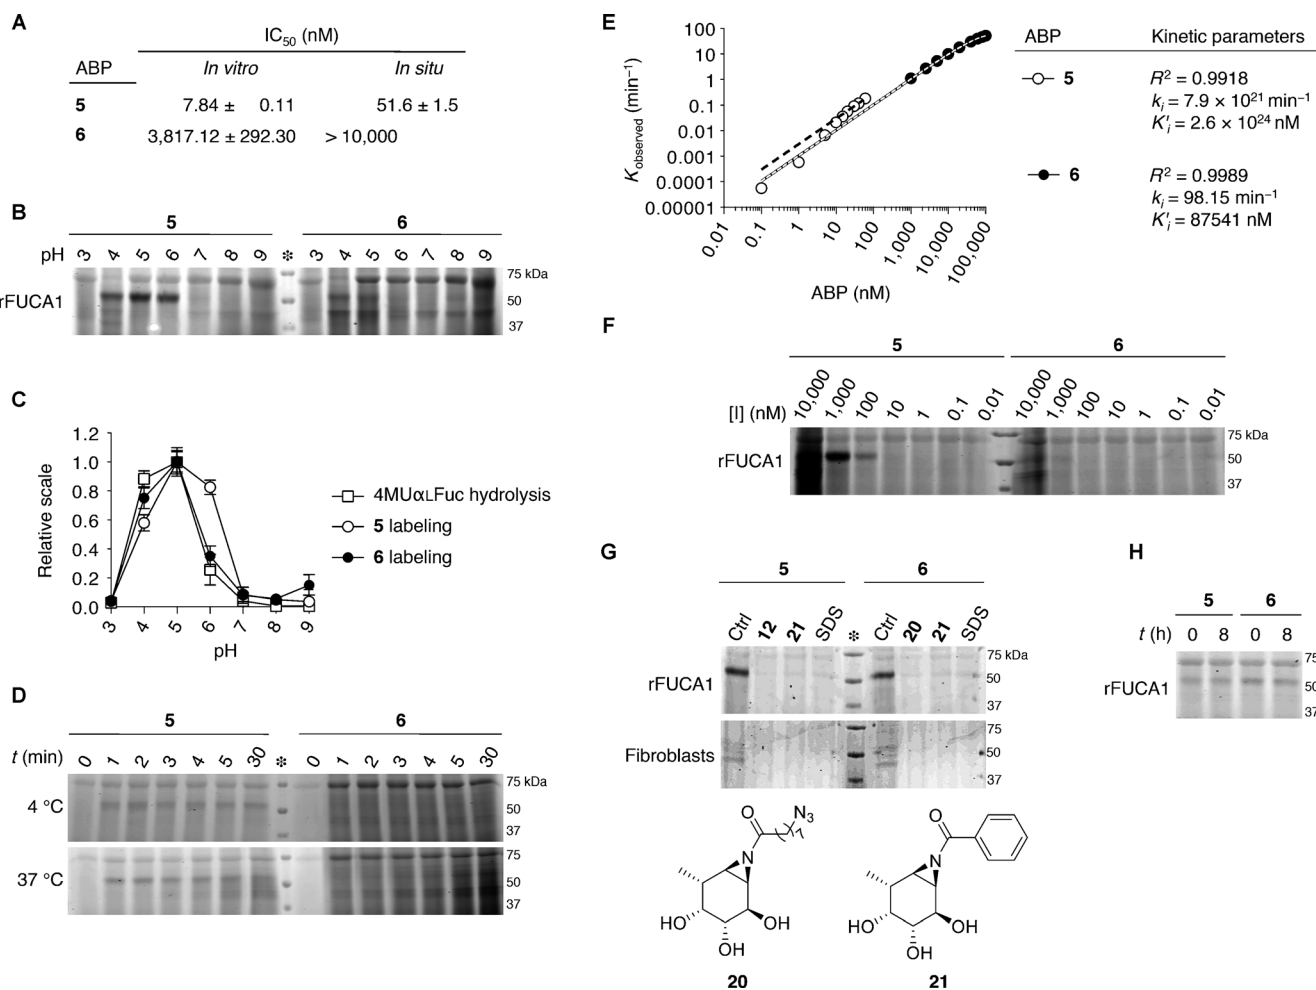 A
IC50 (nM)
ABP In vitro In situ
5 7.84 ± 0.11 51.6 ± 1.5
6 3,817.12 ± 292.30 > 10,000
B
5 6
pH 3 4 5 6 7 8 9 * 3 4 5 6 7 8 9
75 kDa
rFUCA1 50
37
C
1.2
1.0
0.8
0.6
0.4
0.2
0.0
Relative scale
3 4 5 6 7 8 9
pH
4MUαLFuc hydrolysis
5 labeling
6 labeling
D
5 6
t (min) 0 1 2 3 4 5 30 * 0 1 2 3 4 5 30
75 kDa
4 °C 50
37
75
37 °C 50
37
E
100
10
1
0.1
0.01
0.001
0.0001
0.00001
Kobserved (min–1)
0.01 0.1 1 10 100 1,000 10,000 100,000
ABP (nM)
ABP Kinetic parameters
5 R2 = 0.9918
ki = 7.9 × 1021 min–1
K′i = 2.6 × 1024 nM
6 R2 = 0.9989
ki = 98.15 min–1
K′i = 87541 nM
F
5 6
[I] (nM) 10,000 1,000 100 10 1 0.1 0.01 10,000 1,000 100 10 1 0.1 0.01
75 kDa
rFUCA1 50
37
G
5 6
Ctrl 12 21 SDS * Ctrl 20 21 SDS
75 kDa
rFUCA1 50
37
75
Fibroblasts 50
37
O N3
7
N
HO OH
OH
20
O
N
HO OH
OH
21
H
5 6
t (h) 0 8 0 8
75
rFUCA1 50
37